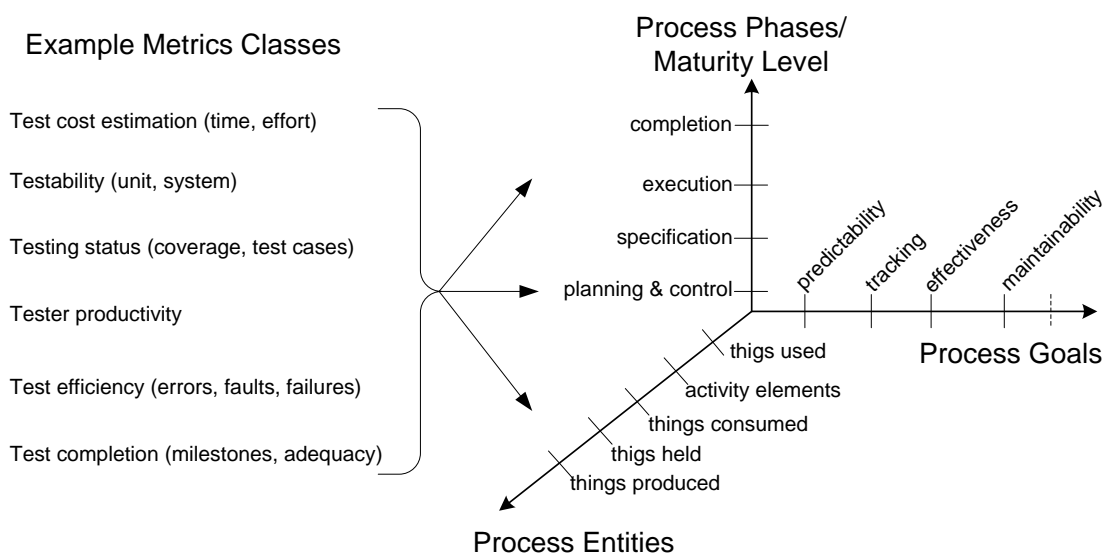 Example Metrics Classes
Test cost estimation (time, effort)
Testability (unit, system)
Testing status (coverage, test cases)
Tester productivity
Test efficiency (errors, faults, failures)
Test completion (milestones, adequacy)
Process Phases/
Maturity Level
completion
execution
specification
planning & control
predictability
tracking
effectiveness
maintainability
Process Goals
thigs used
activity elements
things consumed
thigs held
things produced
Process Entities